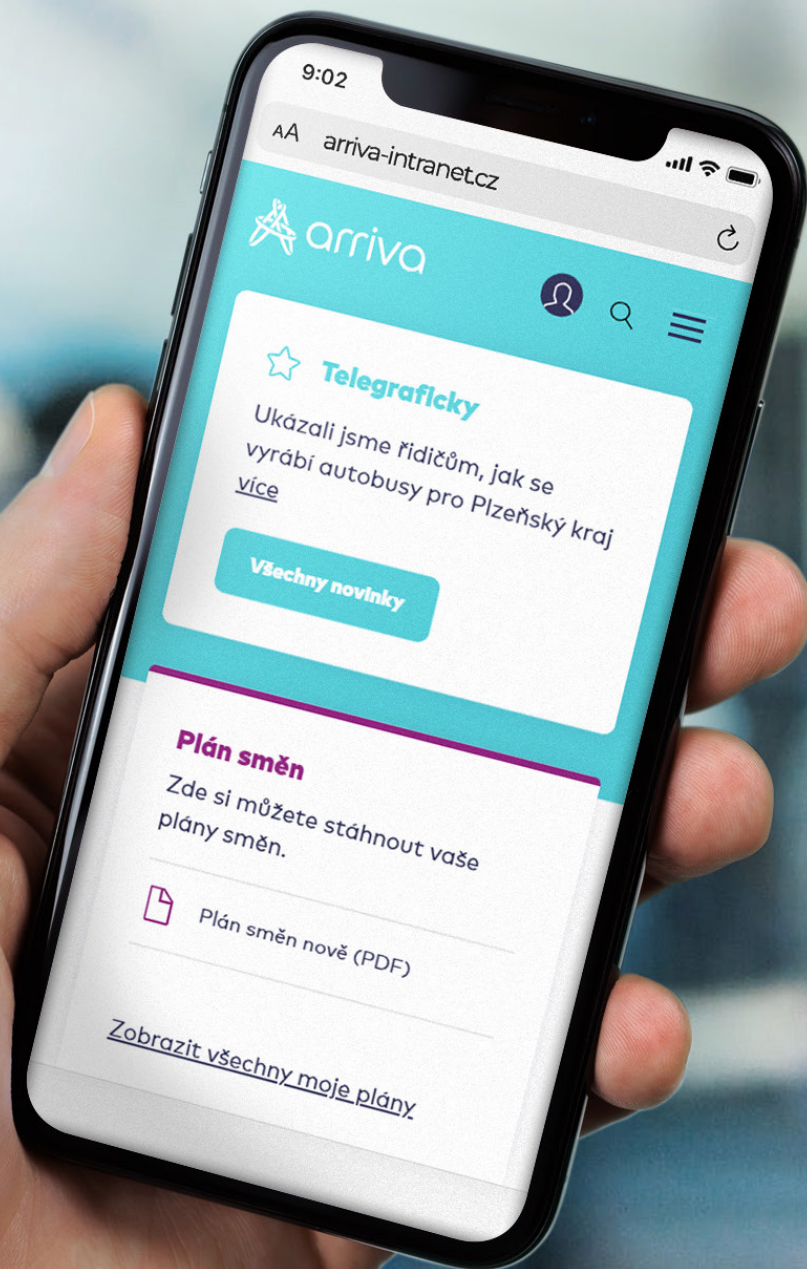 9:02
AA arriva-intranet.cz
arriva
Telegraficky
Ukázali jsme řidičům, jak se
vyrábí autobusy pro Plzeňský kraj
více
Všechny novinky
Plán směn
Zde si můžete stáhnout vaše
plány směn.
Plán směn nově (PDF)
Zobrazit všechny moje plány